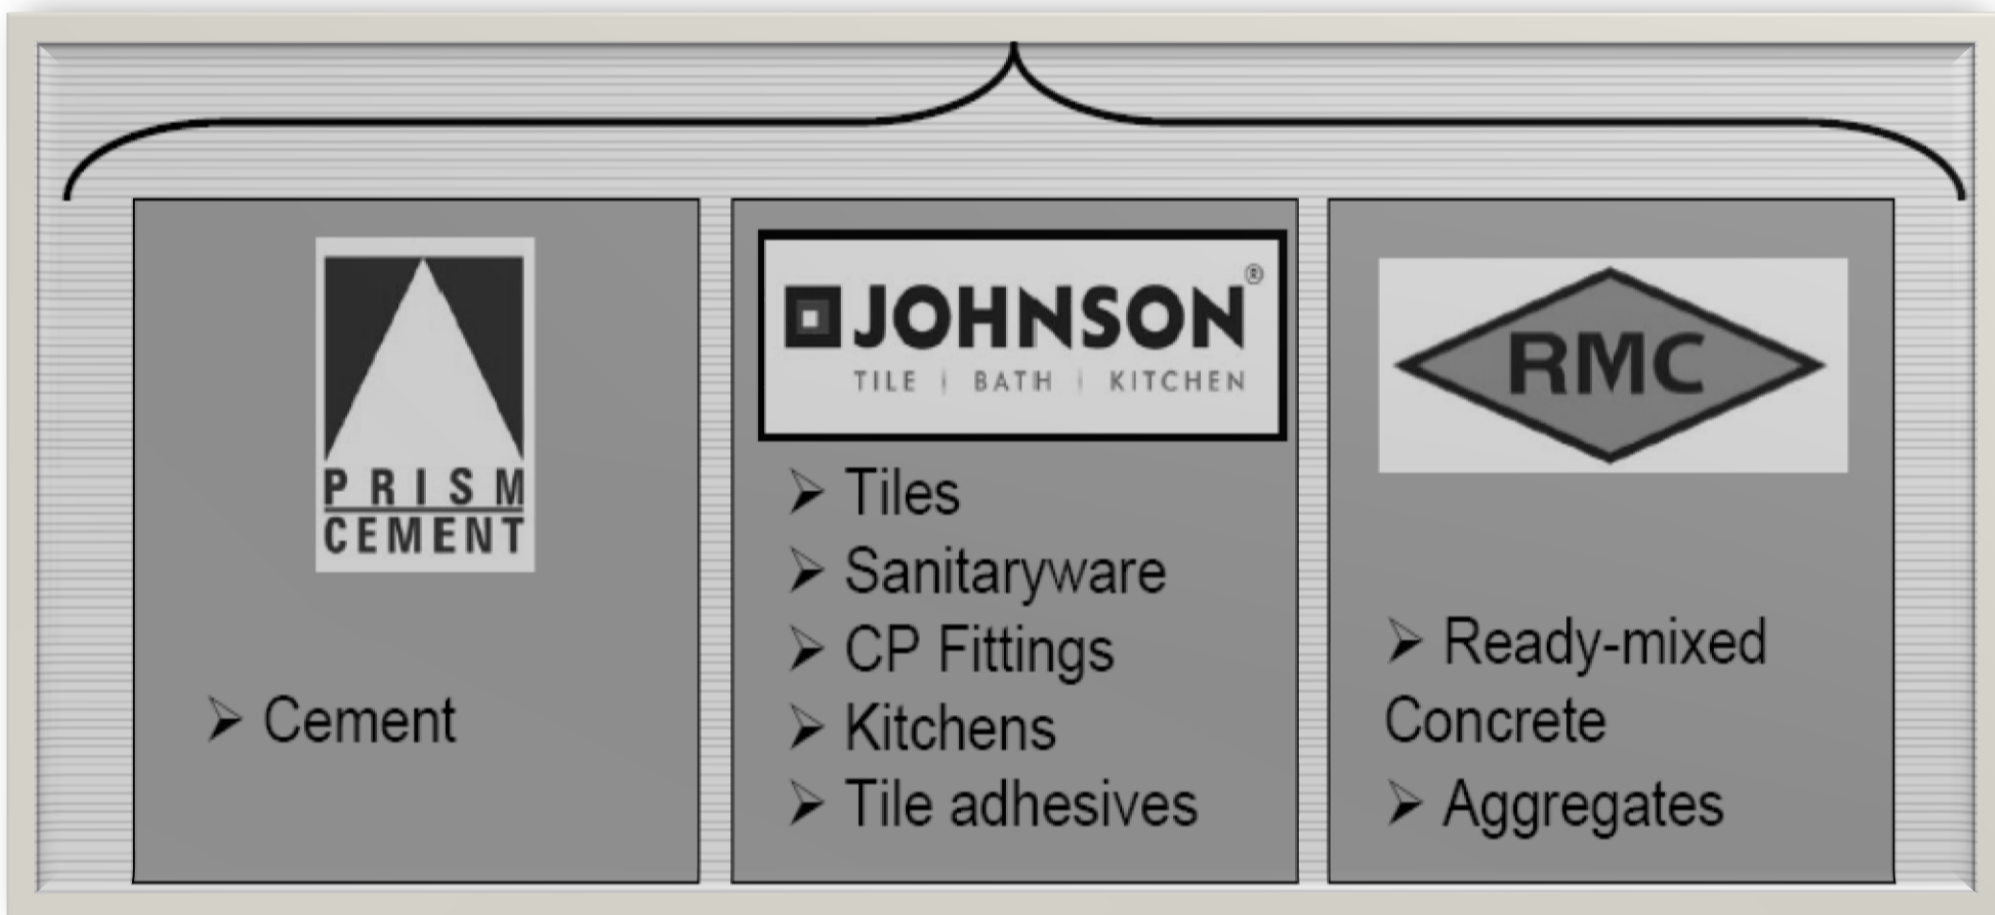 PRISM
CEMENT
➢ Cement
JOHNSON®
TILE | BATH | KITCHEN
➢ Tiles
➢ Sanitaryware
➢ CP Fittings
➢ Kitchens
➢ Tile adhesives
RMC
➢ Ready-mixed
Concrete
➢ Aggregates